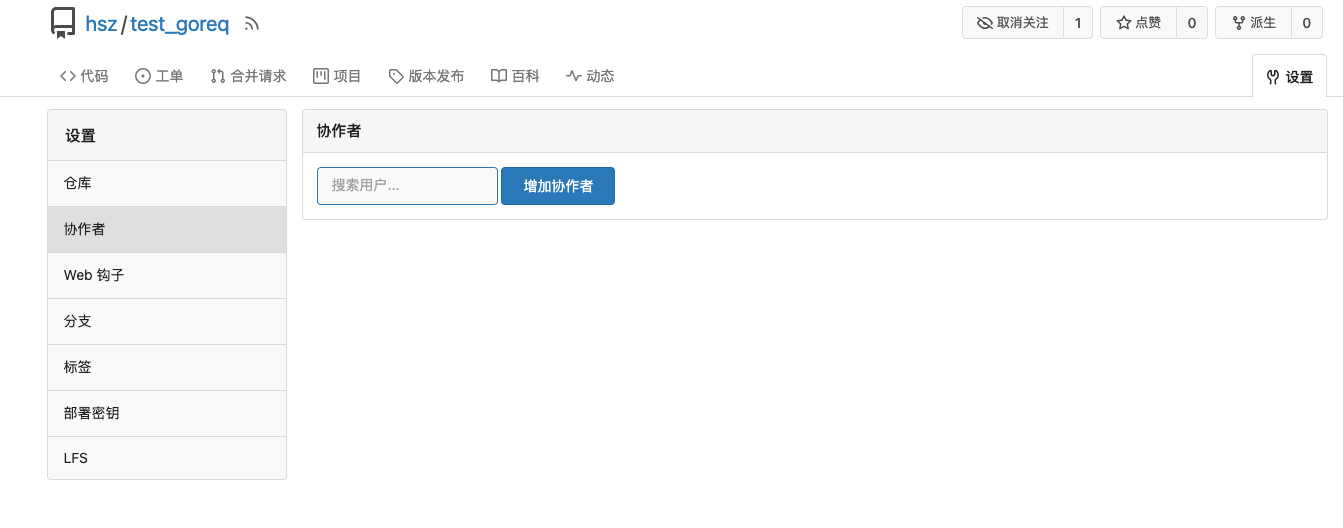 hsz/test_goreq
取消关注 1 点赞 0 派生 0
代码 工单 合并请求 项目 版本发布 百科 动态 设置
设置
仓库
协作者
Web 钩子
分支
标签
部署密钥
LFS
协作者
搜索用户... 增加协作者